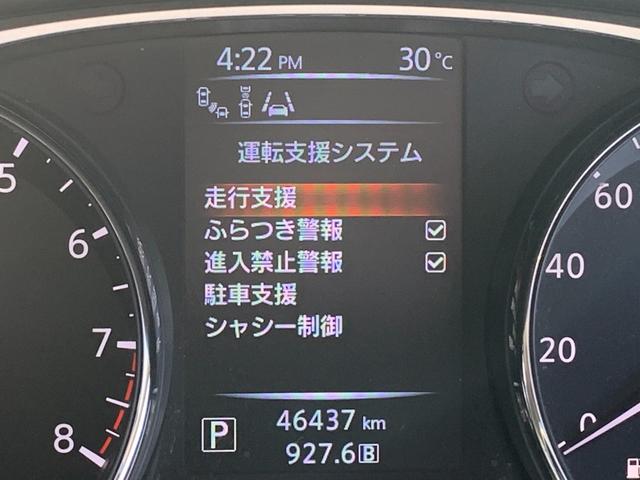 4:22 PM 30℃
運転支援システム
走行支援
ふらつき警報
進入禁止警報
駐車支援
シャシー制御
P 46437 km
927.6 B
5
6
7
8
60
40
20
0